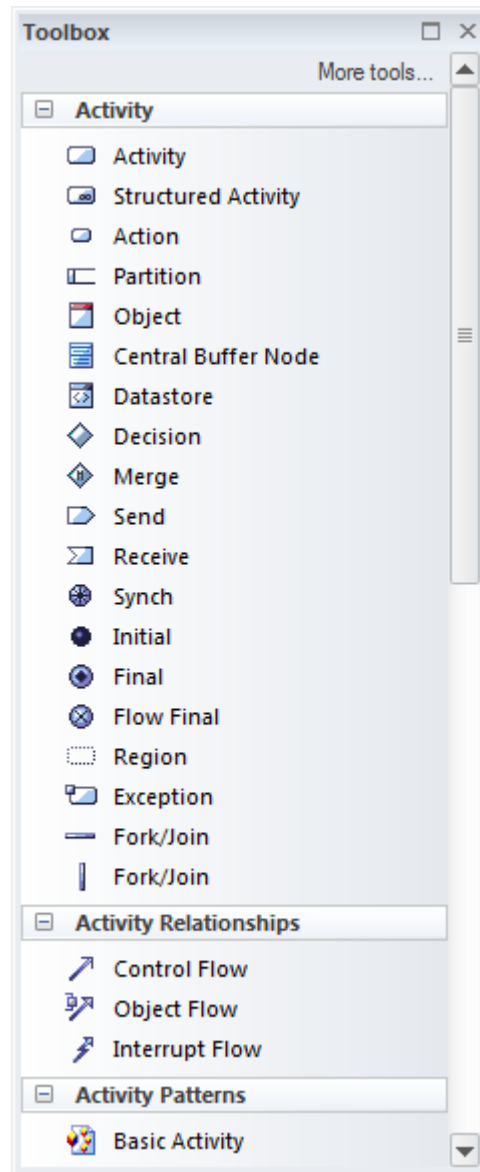 Toolbox
More tools...
Activity
Activity
Structured Activity
Action
Partition
Object
Central Buffer Node
Datastore
Decision
Merge
Send
Receive
Synch
Initial
Final
Flow Final
Region
Exception
Fork/Join
Fork/Join
Activity Relationships
Control Flow
Object Flow
Interrupt Flow
Activity Patterns
Basic Activity